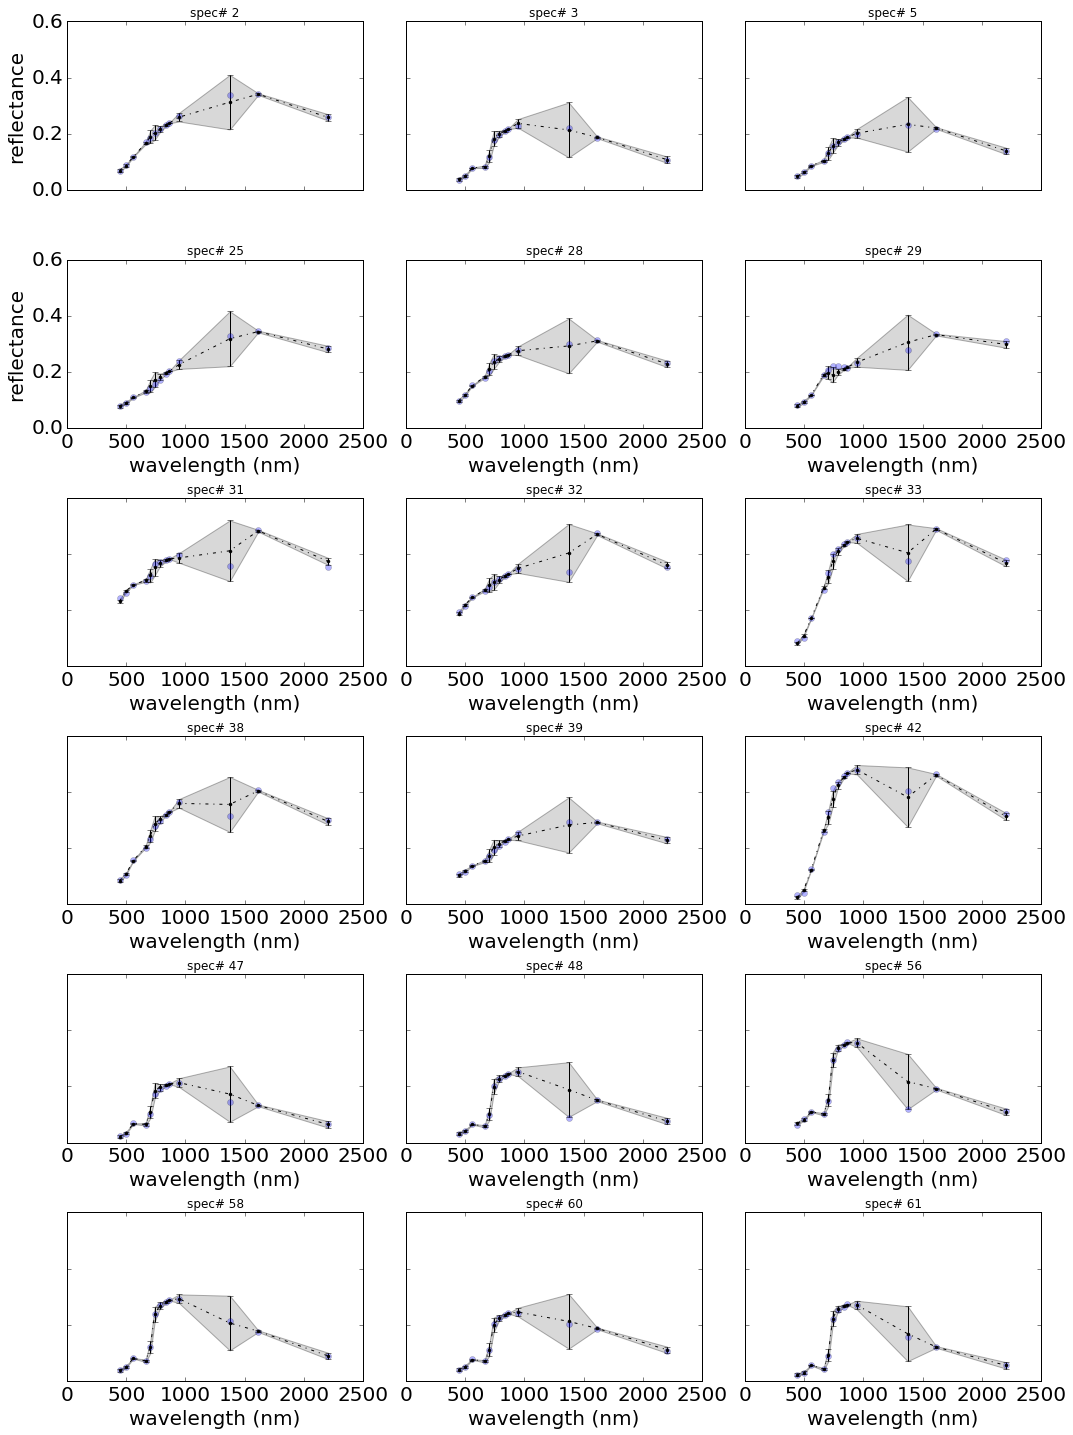 spec# 2 spec# 3 spec# 5
0.6
0.4
0.2
0.0
reflectance
spec# 25 spec# 28 spec# 29
0.6
0.4
0.2
0.0
reflectance
0 500 1000 1500 2000 2500 0 500 1000 1500 2000 2500 0 500 1000 1500 2000 2500
wavelength (nm) wavelength (nm) wavelength (nm)
spec# 31 spec# 32 spec# 33
0 500 1000 1500 2000 2500 0 500 1000 1500 2000 2500 0 500 1000 1500 2000 2500
wavelength (nm) wavelength (nm) wavelength (nm)
spec# 38 spec# 39 spec# 42
0 500 1000 1500 2000 2500 0 500 1000 1500 2000 2500 0 500 1000 1500 2000 2500
wavelength (nm) wavelength (nm) wavelength (nm)
spec# 47 spec# 48 spec# 56
0 500 1000 1500 2000 2500 0 500 1000 1500 2000 2500 0 500 1000 1500 2000 2500
wavelength (nm) wavelength (nm) wavelength (nm)
spec# 58 spec# 60 spec# 61
0 500 1000 1500 2000 2500 0 500 1000 1500 2000 2500 0 500 1000 1500 2000 2500
wavelength (nm) wavelength (nm) wavelength (nm)